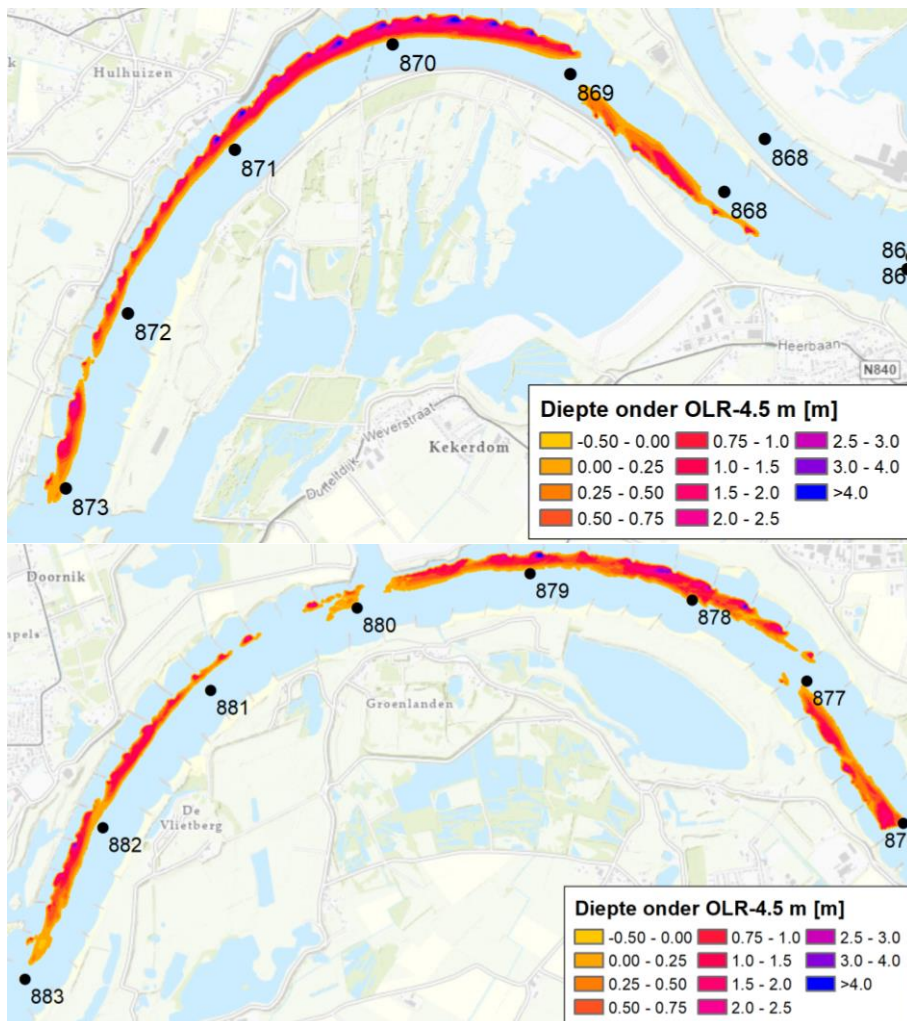 Hulhuizen
k
870
869
871
868
868
86
86
872
Heerbaan
N840
Weverstraat
Kekerdom
Duffeltdijk
873
Diepte onder OLR-4.5 m [m]
-0.50 - 0.00 0.75 - 1.0 2.5 - 3.0
0.00 - 0.25 1.0 - 1.5 3.0 - 4.0
0.25 - 0.50 1.5 - 2.0 >4.0
0.50 - 0.75 2.0 - 2.5
Doornik
mpels
879
878
880
877
881
Groenlanden
De
Vlietberg
882
87
883
Diepte onder OLR-4.5 m [m]
-0.50 - 0.00 0.75 - 1.0 2.5 - 3.0
0.00 - 0.25 1.0 - 1.5 3.0 - 4.0
0.25 - 0.50 1.5 - 2.0 >4.0
0.50 - 0.75 2.0 - 2.5